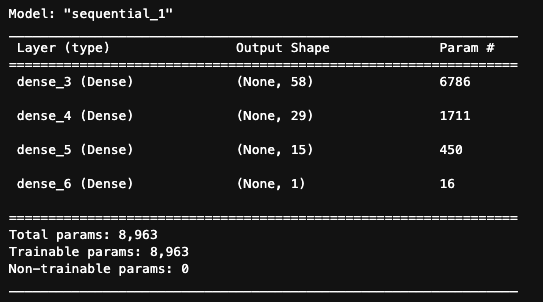 Model: "sequential_1"
Layer (type) Output Shape Param #
dense_3 (Dense) (None, 58) 6786
dense_4 (Dense) (None, 29) 1711
dense_5 (Dense) (None, 15) 450
dense_6 (Dense) (None, 1) 16
Total params: 8,963
Trainable params: 8,963
Non-trainable params: 0